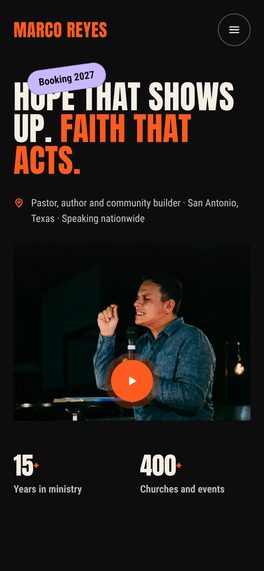 MARCO REYES
Booking 2027
HOPE THAT SHOWS
UP. FAITH THAT
ACTS.
Pastor, author and community builder · San Antonio,
Texas · Speaking nationwide
15+
400+
Years in ministry
Churches and events